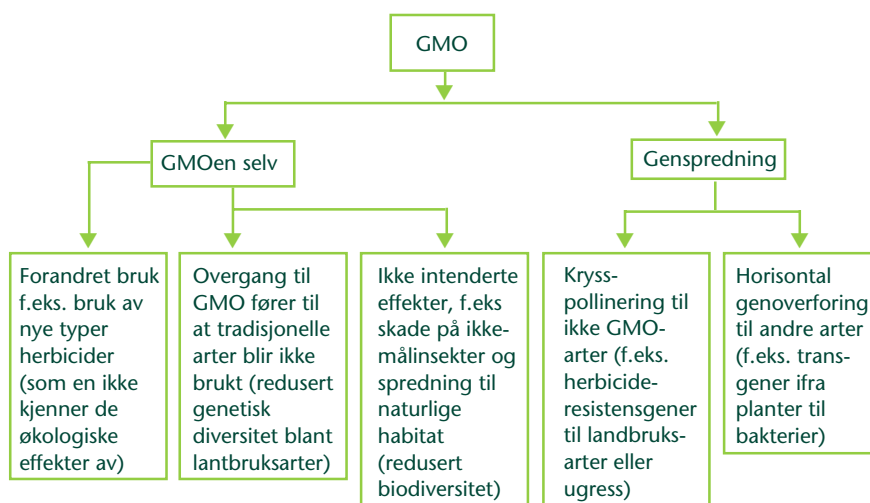 GMO
GMOen selv
Genspredning
Forandret bruk
f.eks. bruk av
nye typer
herbicider
(som en ikke
kjenner de
økologiske
effekter av)
Overgang til
GMO fører til
at tradisjonelle
arter blir ikke
brukt (redusert
genetisk
diversitet blant
lantbruksarter)
Ikke intenderte
effekter, f.eks
skade på ikke-
målinsekter og
spredning til
naturlige
habitat
(redusert
biodiversitet)
Kryss-
pollinering til
ikke GMO-
arter (f.eks.
herbicide-
resistensgener
til landbruks-
arter eller
ugress)
Horisontal
genoverforing
til andre arter
(f.eks. trans-
gener ifra
planter til
bakterier)